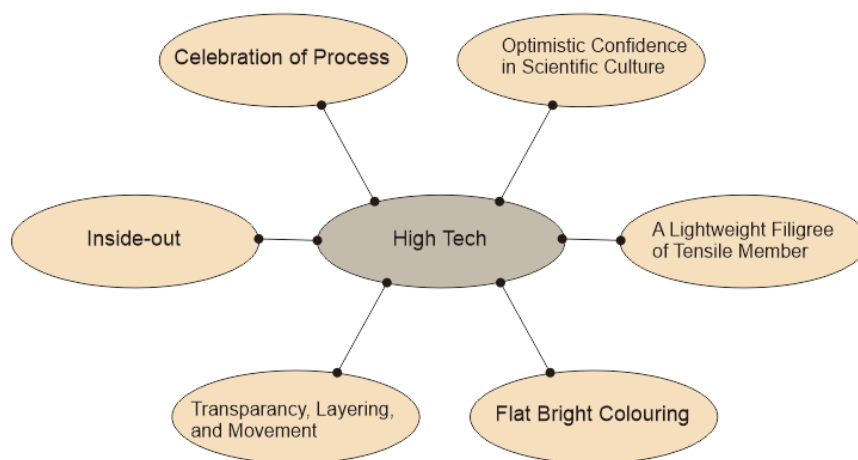 Celebration of Process
Optimistic Confidence
in Scientific Culture
Inside-out
High Tech
A Lightweight Filigree
of Tensile Member
Transparancy, Layering,
and Movement
Flat Bright Colouring